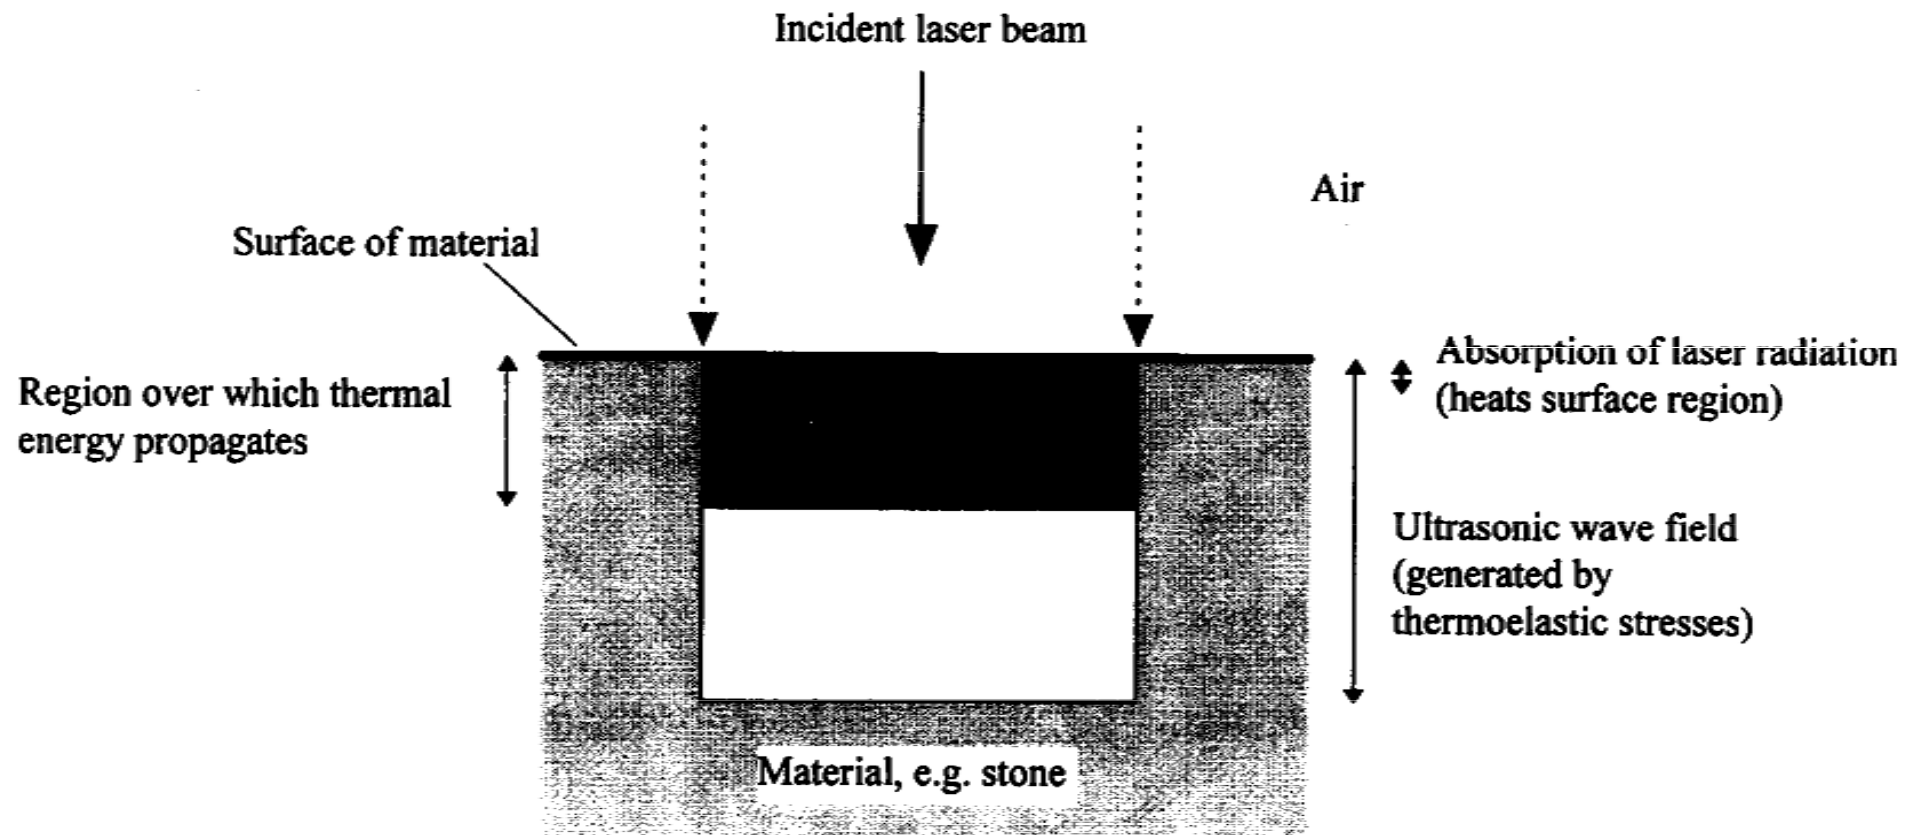 Incident laser beam
Air
Surface of material
Absorption of laser radiation
(heats surface region)
Region over which thermal
energy propagates
Ultrasonic wave field
(generated by
thermoelastic stresses)
Material, e.g. stone